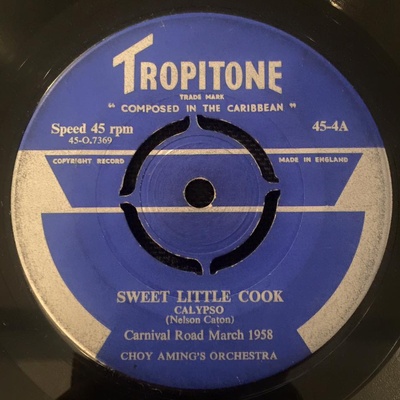 TROPITONE
TRADE MARK
" COMPOSED IN THE CARIBBEAN "
Speed 45 rpm
45-O.7369
45-4A
COPYRIGHT RECORD
MADE IN ENGLAND
SWEET LITTLE COOK
CALYPSO
(Nelson Caton)
Carnival Road March 1958
CHOY AMING'S ORCHESTRA